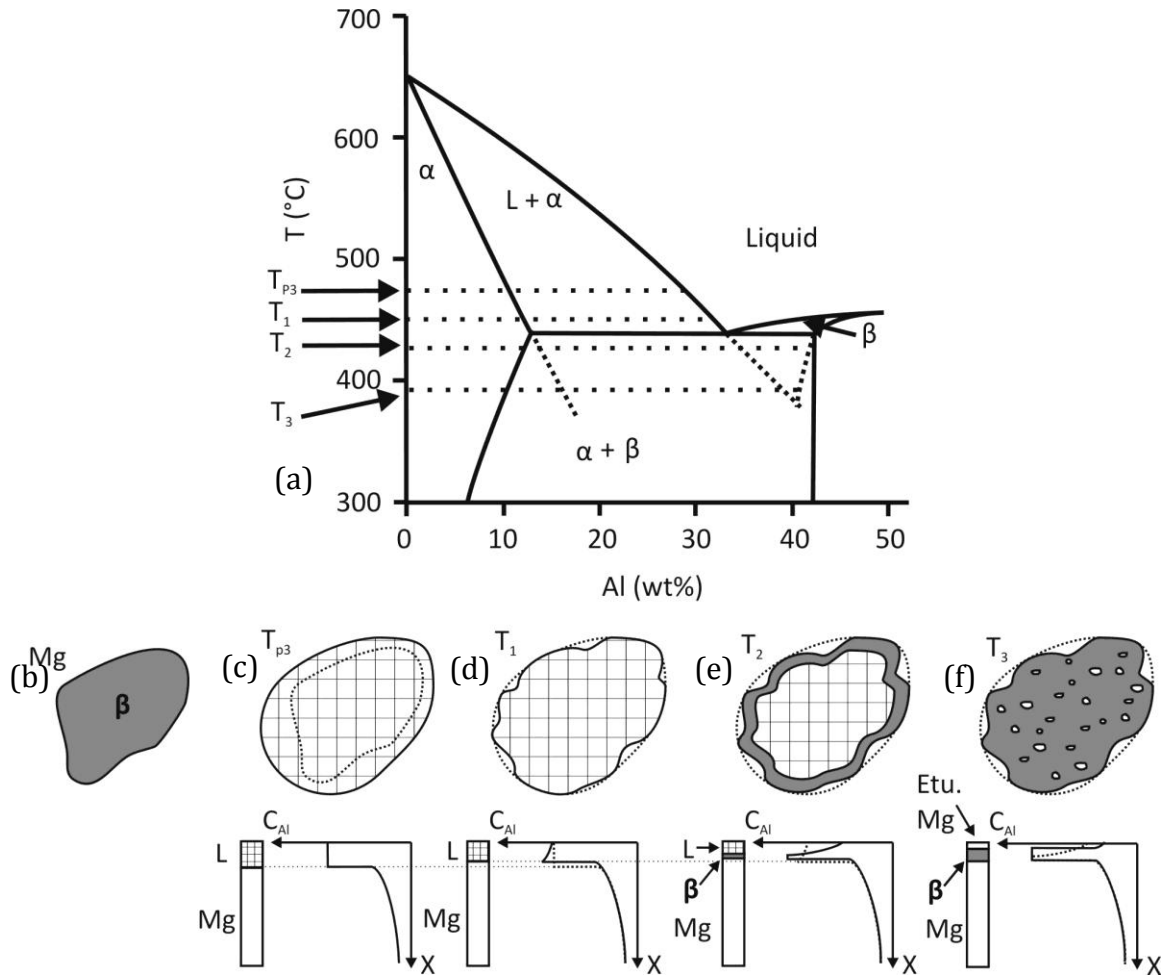 700
600
500
400
300
T (°C)
α
L + α
Liquid
T_P3
T_1
T_2
T_3
β
α + β
(a)
0 10 20 30 40 50
Al (wt%)
(b) Mg
β
(c) T_p3
(d) T_1
(e) T_2
(f) T_3
C_Al
L
Mg
X
C_Al
L
Mg
X
C_Al
L
β
Mg
X
Etu.
Mg
C_Al
β
Mg
X